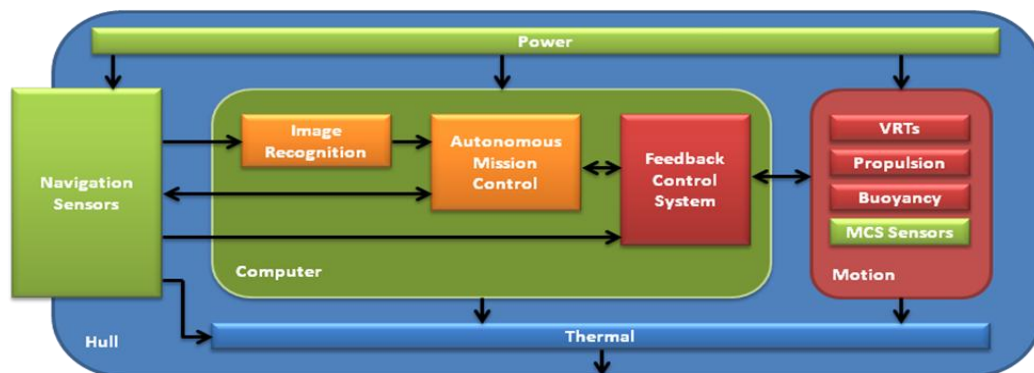 Power
Navigation
Sensors
Image
Recognition
Autonomous
Mission
Control
Feedback
Control
System
Computer
VRTs
Propulsion
Buoyancy
MCS Sensors
Motion
Hull
Thermal